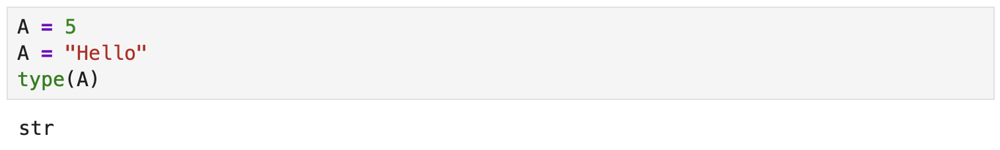 A = 5
A = "Hello"
type(A)
str